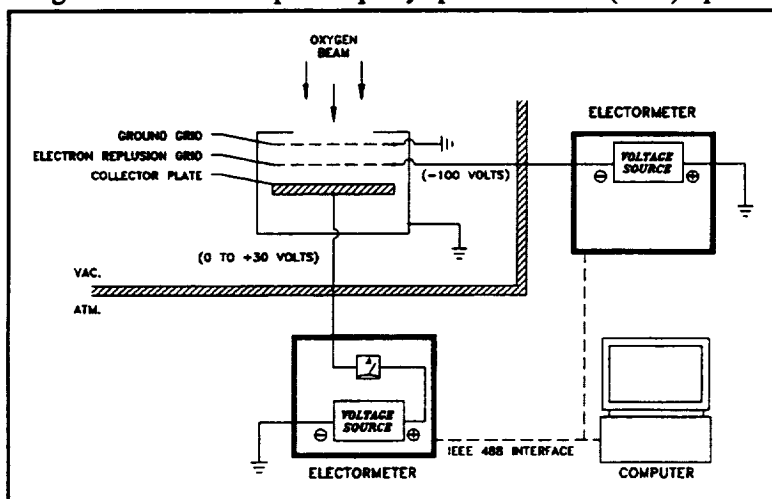 OXYGEN
BEAM
GROUND GRID
ELECTRON REPLUSION GRID
COLLECTOR PLATE
(-100 VOLTS)
ELECTORMETER
VOLTAGE
SOURCE
⊖ ⊕
(0 TO +30 VOLTS)
VAC.
ATM.
A
VOLTAGE
SOURCE
⊖ ⊕
ELECTORMETER
IEEE 488 INTERFACE
COMPUTER